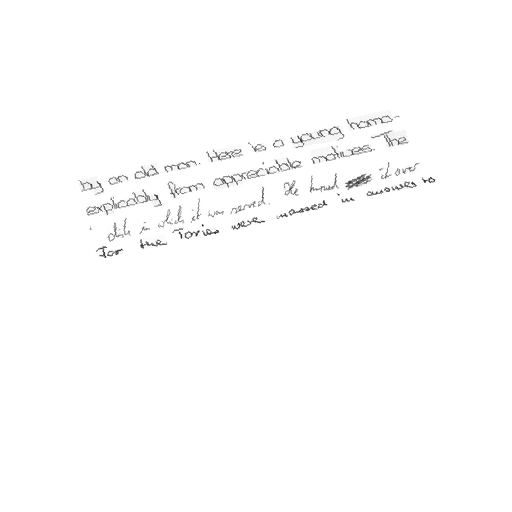 by an old man. Here is a young homo-
explicably from appreciable motives. The
dish in which it was served. He turned it over
For the Tories were massed in answer to